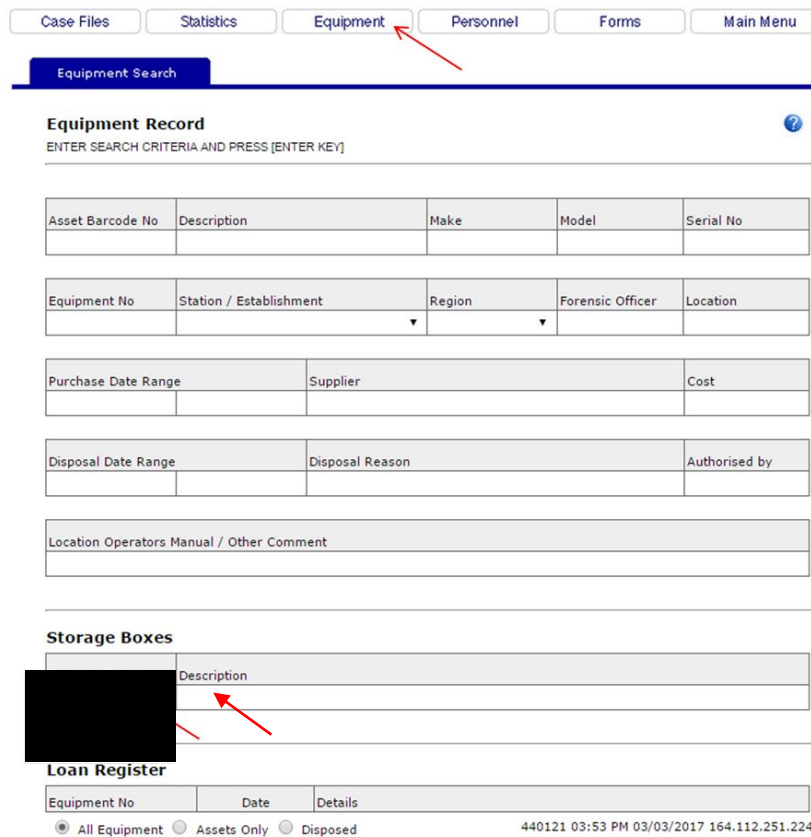 Case Files Statistics Equipment Personnel Forms Main Menu
Equipment Search
Equipment Record
ENTER SEARCH CRITERIA AND PRESS [ENTER KEY]
Asset Barcode No Description Make Model Serial No
Equipment No Station / Establishment Region Forensic Officer Location
Purchase Date Range Supplier Cost
Disposal Date Range Disposal Reason Authorised by
Location Operators Manual / Other Comment
Storage Boxes
Description
Loan Register
Equipment No Date Details
All Equipment Assets Only Disposed 440121 03:53 PM 03/03/2017 164.112.251.224